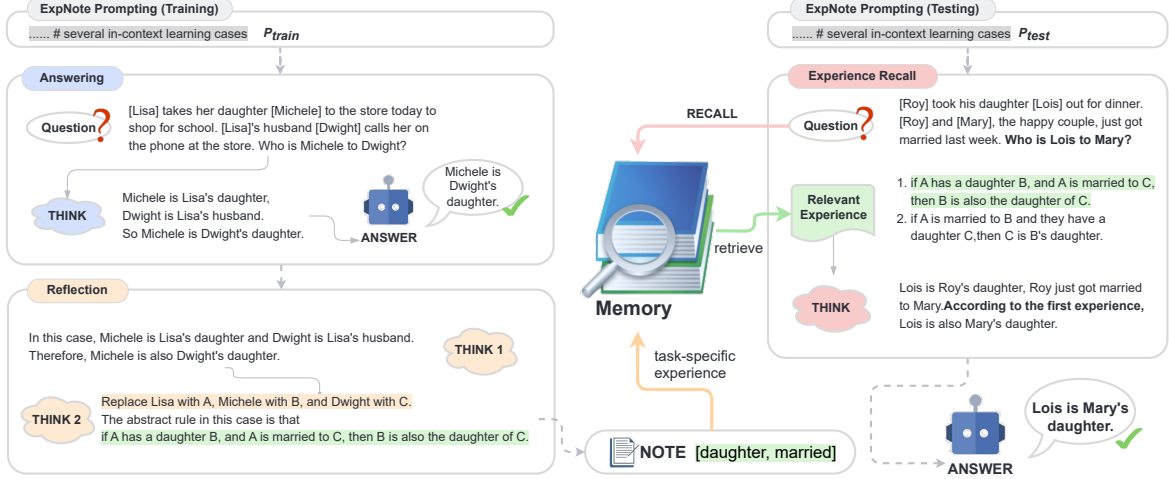 ExpNote Prompting (Training)
...... # several in-context learning cases P_train
Answering
Question
[Lisa] takes her daughter [Michele] to the store today to
shop for school. [Lisa]'s husband [Dwight] calls her on
the phone at the store. Who is Michele to Dwight?
THINK
Michele is Lisa's daughter,
Dwight is Lisa's husband.
So Michele is Dwight's daughter.
Michele is
Dwight's
daughter.
ANSWER
Reflection
In this case, Michele is Lisa's daughter and Dwight is Lisa's husband.
Therefore, Michele is also Dwight's daughter.
THINK 1
THINK 2
Replace Lisa with A, Michele with B, and Dwight with C.
The abstract rule in this case is that
if A has a daughter B, and A is married to C, then B is also the daughter of C.
RECALL
retrieve
Memory
task-specific
experience
NOTE [daughter, married]
ExpNote Prompting (Testing)
...... # several in-context learning cases P_test
Experience Recall
Question
[Roy] took his daughter [Lois] out for dinner.
[Roy] and [Mary], the happy couple, just got
married last week. Who is Lois to Mary?
Relevant
Experience
1. if A has a daughter B, and A is married to C,
then B is also the daughter of C.
2. if A is married to B and they have a
daughter C,then C is B's daughter.
THINK
Lois is Roy's daughter, Roy just got married
to Mary.According to the first experience,
Lois is also Mary's daughter.
Lois is Mary's
daughter.
ANSWER